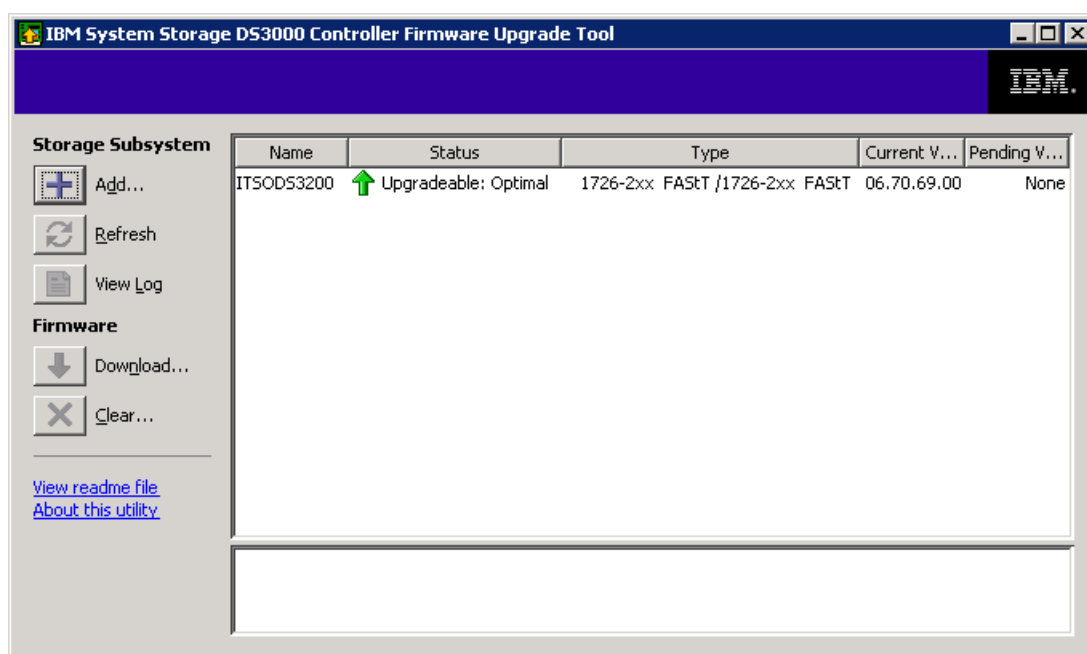 IBM System Storage DS3000 Controller Firmware Upgrade Tool
IBM.
Storage Subsystem
Add...
Refresh
View Log
Firmware
Download...
Clear...
View readme file
About this utility
Name Status Type Current V... Pending V...
ITSODS3200 Upgradeable: Optimal 1726-2xx FAStT /1726-2xx FAStT 06.70.69.00 None